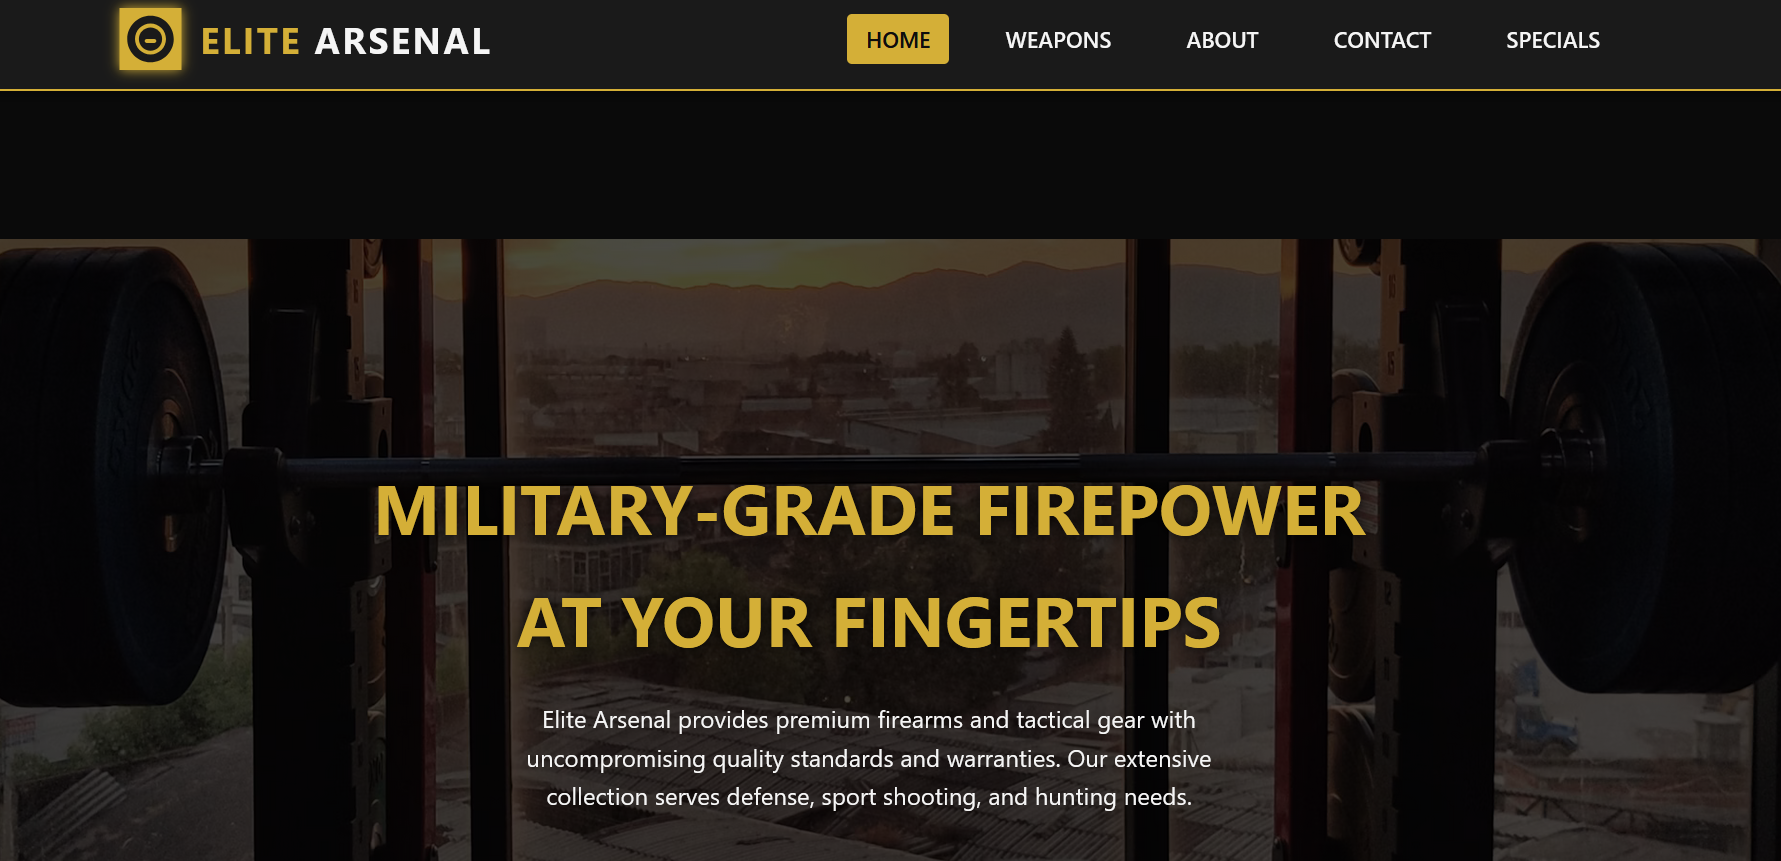 ELITE ARSENAL
HOME WEAPONS ABOUT CONTACT SPECIALS
MILITARY-GRADE FIREPOWER
AT YOUR FINGERTIPS
Elite Arsenal provides premium firearms and tactical gear with
uncompromising quality standards and warranties. Our extensive
collection serves defense, sport shooting, and hunting needs.